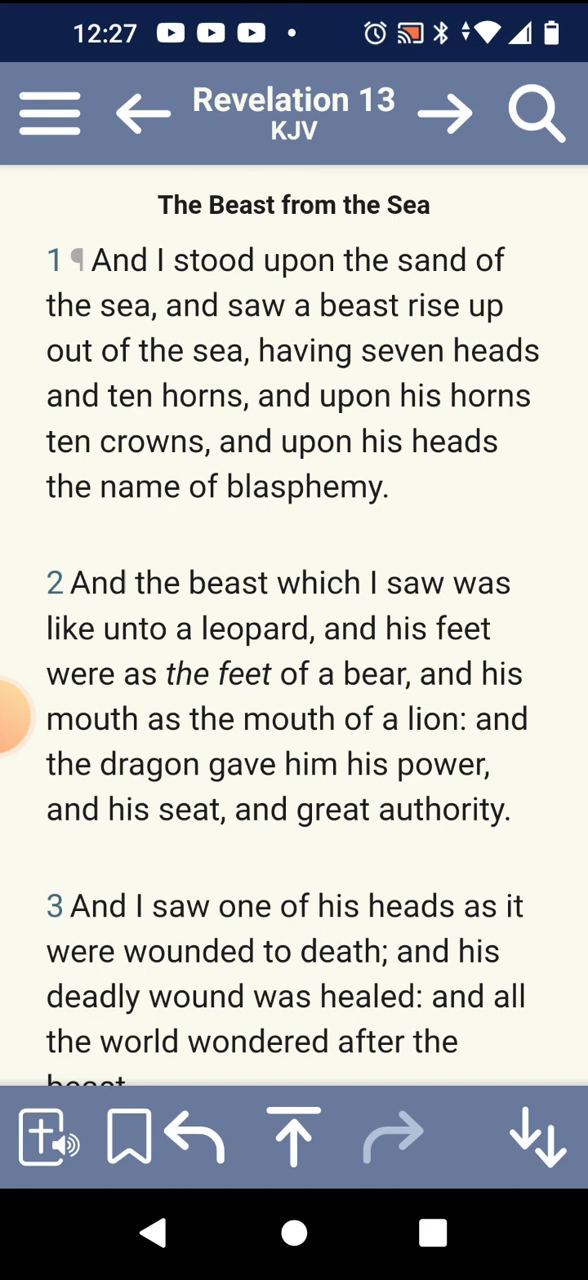 12:27
Revelation 13
KJV
The Beast from the Sea
1 ¶ And I stood upon the sand of
the sea, and saw a beast rise up
out of the sea, having seven heads
and ten horns, and upon his horns
ten crowns, and upon his heads
the name of blasphemy.
2 And the beast which I saw was
like unto a leopard, and his feet
were as the feet of a bear, and his
mouth as the mouth of a lion: and
the dragon gave him his power,
and his seat, and great authority.
3 And I saw one of his heads as it
were wounded to death; and his
deadly wound was healed: and all
the world wondered after the
beast.